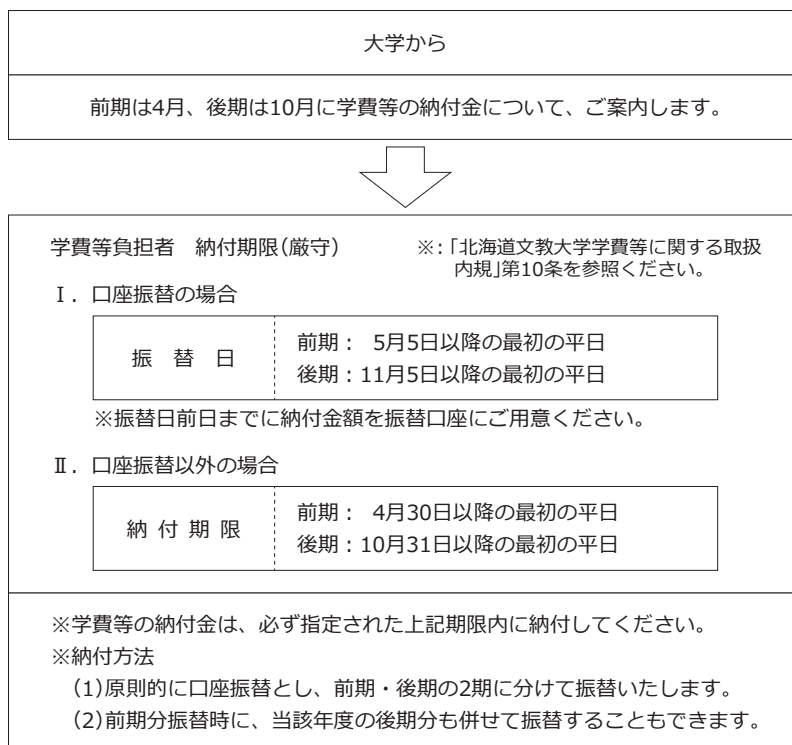 大学から
前期は4月、後期は10月に学費等の納付金について、ご案内します。
学費等負担者　納付期限(厳守)
※:「北海道文教大学学費等に関する取扱
内規」第10条を参照ください。
Ⅰ．口座振替の場合
振　替　日
前期： 5月5日以降の最初の平日
後期：11月5日以降の最初の平日
※振替日前日までに納付金額を振替口座にご用意ください。
Ⅱ．口座振替以外の場合
納 付 期 限
前期： 4月30日以降の最初の平日
後期：10月31日以降の最初の平日
※学費等の納付金は、必ず指定された上記期限内に納付してください。
※納付方法
(1)原則的に口座振替とし、前期・後期の2期に分けて振替いたします。
(2)前期分振替時に、当該年度の後期分も併せて振替することもできます。